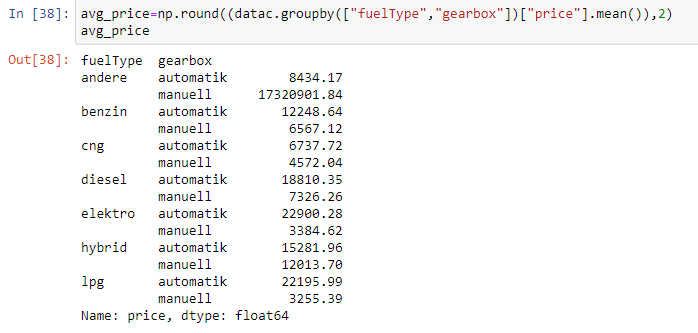 In [38]: avg_price=np.round((datac.groupby(["fuelType","gearbox"])["price"].mean()),2)
avg_price
Out[38]: fuelType  gearbox
andere    automatik        8434.17
          manuell      17320901.84
benzin    automatik       12248.64
          manuell          6567.12
cng       automatik        6737.72
          manuell          4572.04
diesel    automatik       18810.35
          manuell          7326.26
elektro   automatik       22900.28
          manuell          3384.62
hybrid    automatik       15281.96
          manuell         12013.70
lpg       automatik       22195.99
          manuell          3255.39
Name: price, dtype: float64